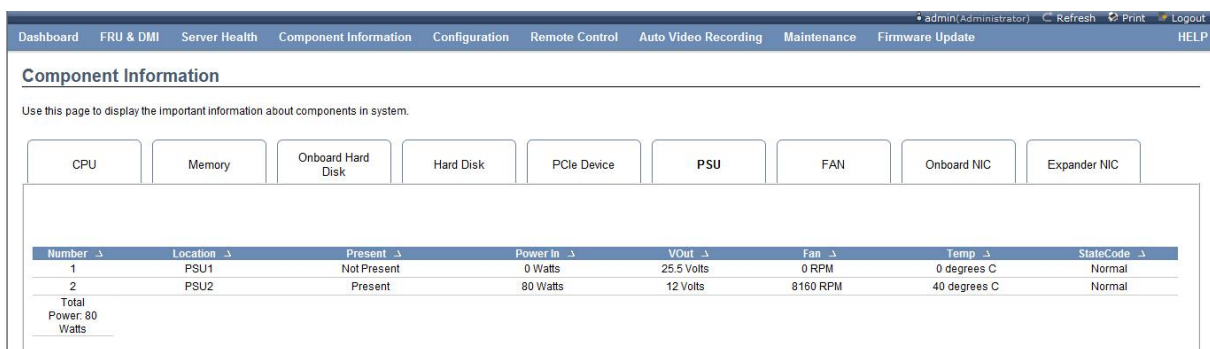 admin(Administrator) Refresh Print Logout
Dashboard FRU & DMI Server Health Component Information Configuration Remote Control Auto Video Recording Maintenance Firmware Update HELP
Component Information
Use this page to display the important information about components in system.
CPU Memory Onboard Hard Disk Hard Disk PCIe Device PSU FAN Onboard NIC Expander NIC
Number Location Present Power In VOut Fan Temp StateCode
1 PSU1 Not Present 0 Watts 25.5 Volts 0 RPM 0 degrees C Normal
2 PSU2 Present 80 Watts 12 Volts 8160 RPM 40 degrees C Normal
Total
Power: 80
Watts